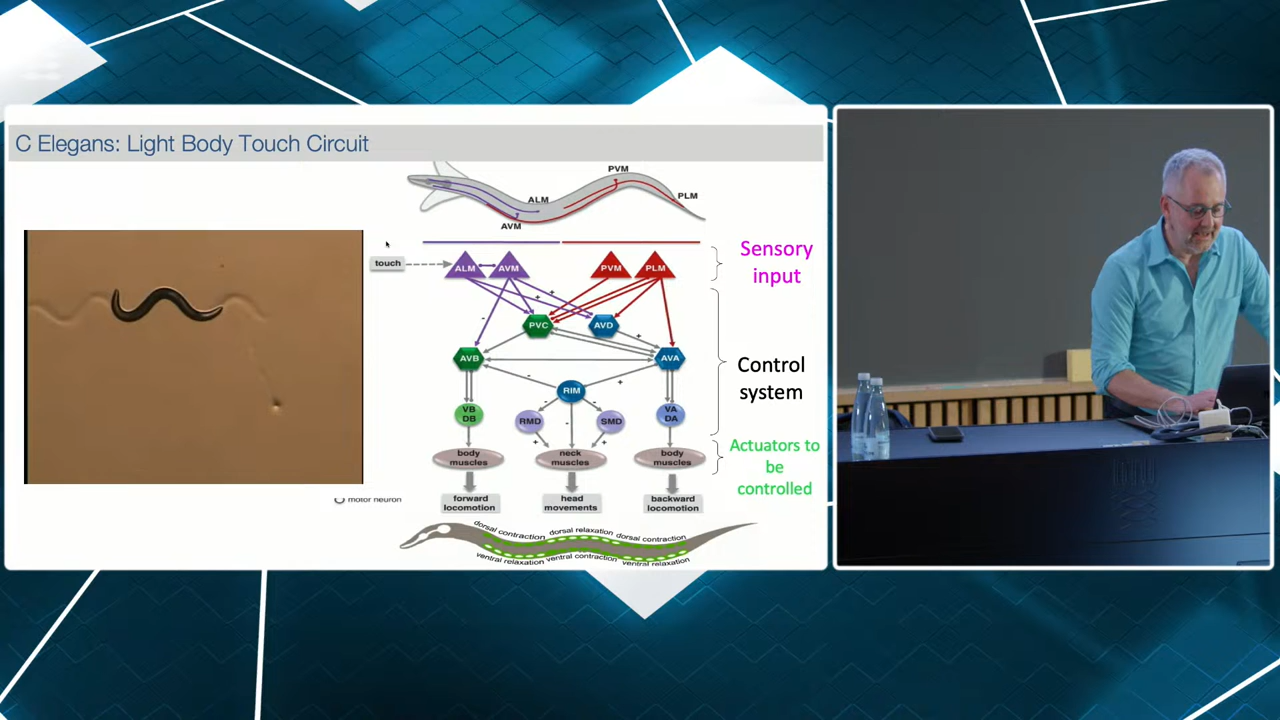 C Elegans: Light Body Touch Circuit
PVM
ALM
PLM
AVM
touch
ALM
AVM
PVM
PLM
Sensory
input
+
+
-
PVC
AVD
+
AVB
AVA
-
+
RIM
Control
system
VB
DB
-
-
-
RMD
SMD
VA
DA
+
+
body
muscles
neck
muscles
body
muscles
Actuators to
be
controlled
motor neuron
forward
locomotion
head
movements
backward
locomotion
dorsal contraction
dorsal relaxation
dorsal contraction
ventral relaxation
ventral contraction
ventral relaxation